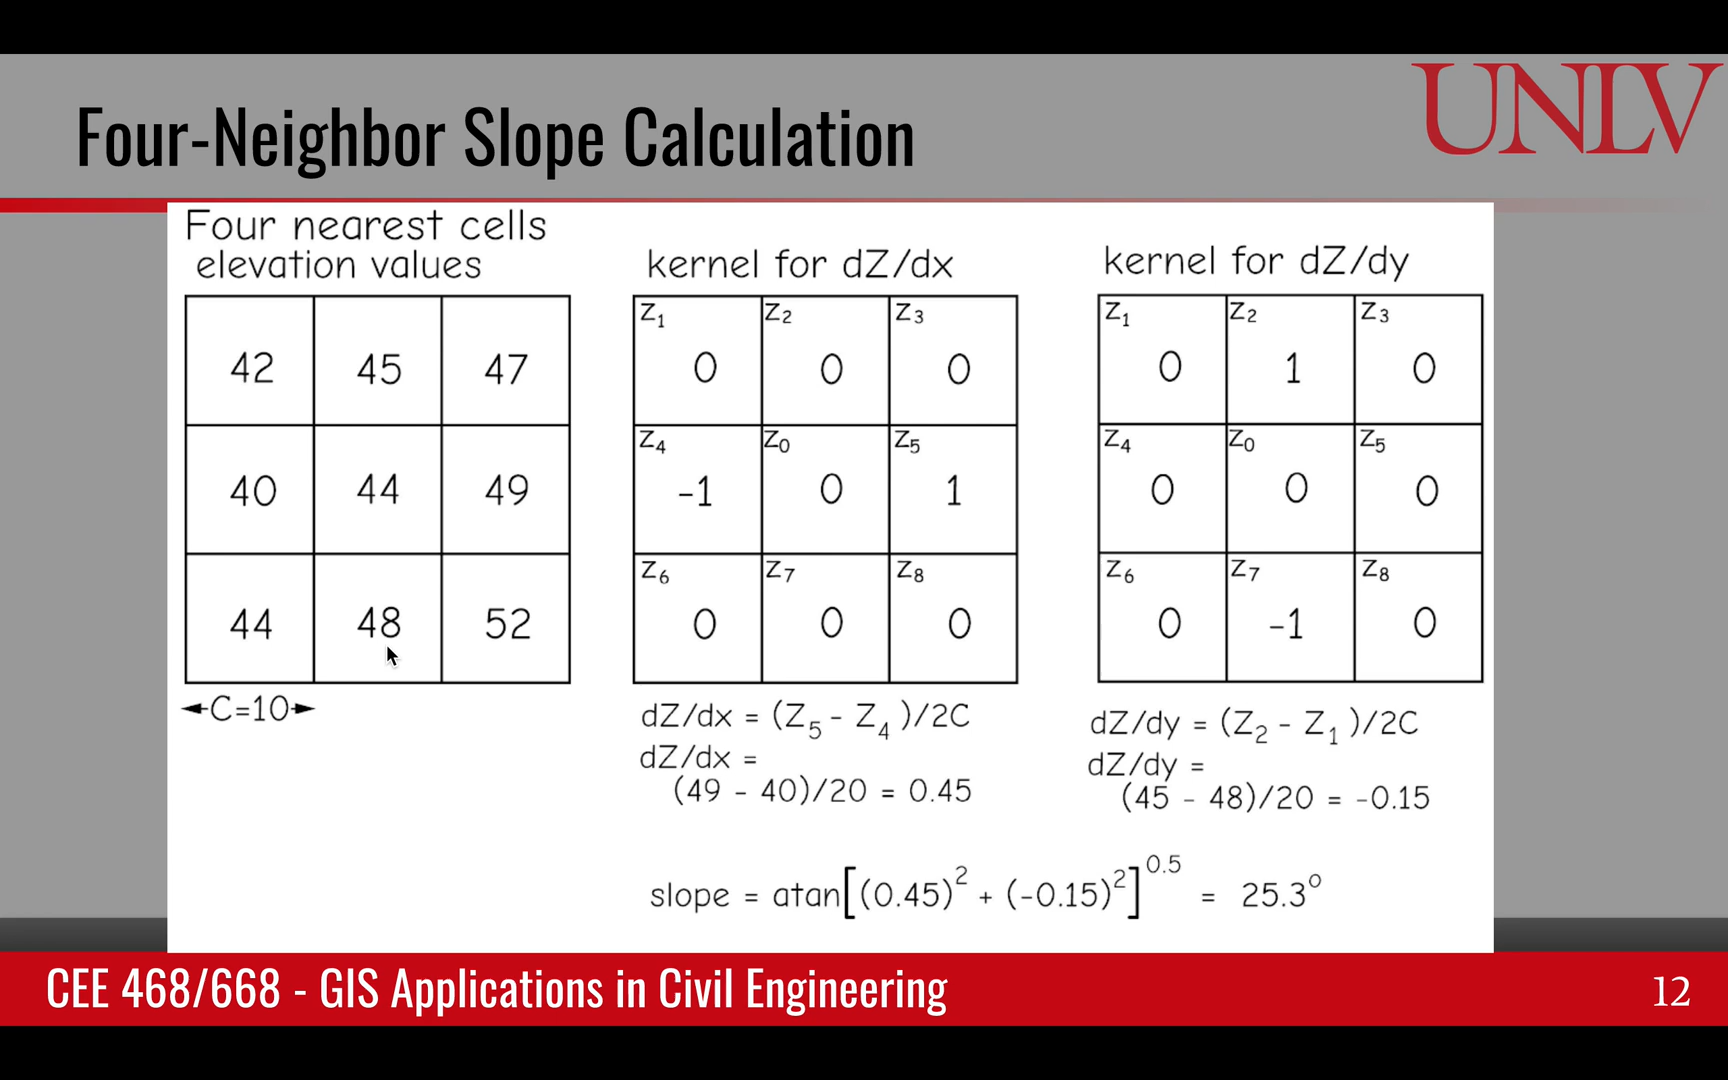 UNLV
Four-Neighbor Slope Calculation
Four nearest cells
elevation values
42 45 47
40 44 49
44 48 52
C=10
kernel for dZ/dx
Z1 Z2 Z3
0 0 0
Z4 Z0 Z5
-1 0 1
Z6 Z7 Z8
0 0 0
dZ/dx = (Z5 - Z4)/2C
dZ/dx =
(49 - 40)/20 = 0.45
kernel for dZ/dy
Z1 Z2 Z3
0 1 0
Z4 Z0 Z5
0 0 0
Z6 Z7 Z8
0 -1 0
dZ/dy = (Z2 - Z1)/2C
dZ/dy =
(45 - 48)/20 = -0.15
slope = atan[(0.45)^2 + (-0.15)^2]^0.5 = 25.3°
CEE 468/668 - GIS Applications in Civil Engineering
12